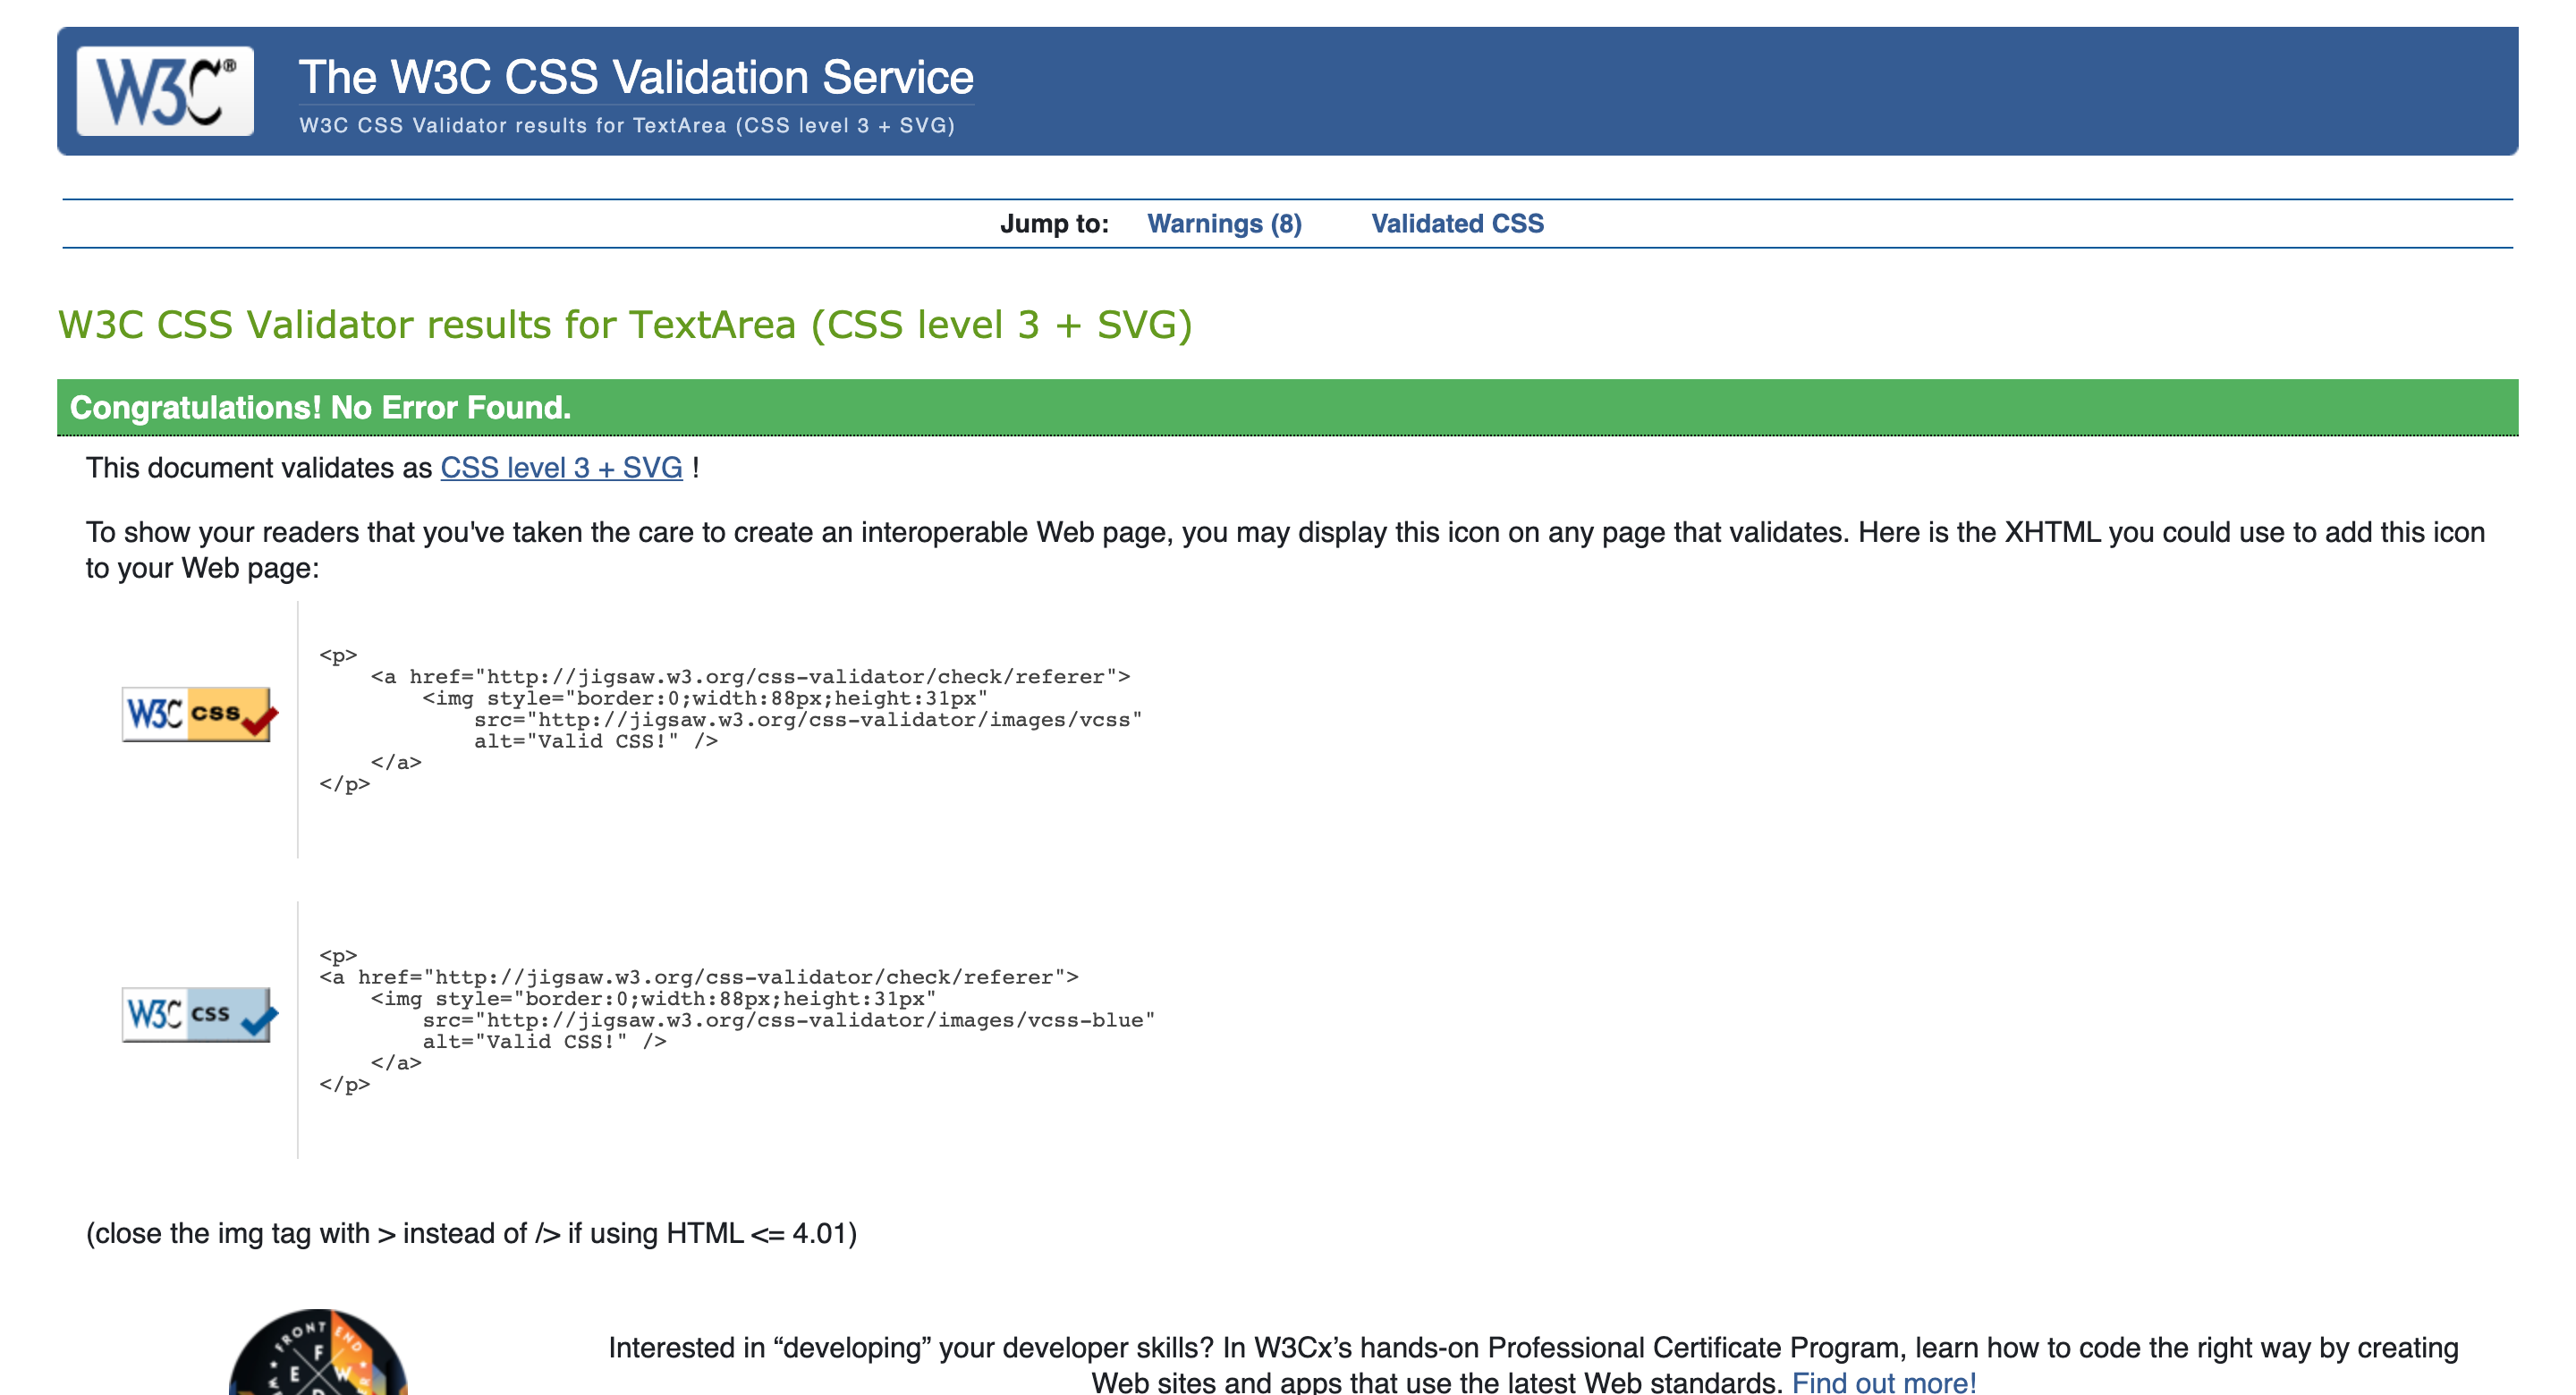 W3C®
The W3C CSS Validation Service
W3C CSS Validator results for TextArea (CSS level 3 + SVG)
Jump to: Warnings (8) Validated CSS
W3C CSS Validator results for TextArea (CSS level 3 + SVG)
Congratulations! No Error Found.
This document validates as CSS level 3 + SVG !
To show your readers that you've taken the care to create an interoperable Web page, you may display this icon on any page that validates. Here is the XHTML you could use to add this icon
to your Web page:
W3C css
<p>
    <a href="http://jigsaw.w3.org/css-validator/check/referer">
        <img style="border:0;width:88px;height:31px"
            src="http://jigsaw.w3.org/css-validator/images/vcss"
            alt="Valid CSS!" />
    </a>
</p>
W3C css
<p>
<a href="http://jigsaw.w3.org/css-validator/check/referer">
    <img style="border:0;width:88px;height:31px"
        src="http://jigsaw.w3.org/css-validator/images/vcss-blue"
        alt="Valid CSS!" />
    </a>
</p>
(close the img tag with > instead of /> if using HTML <= 4.01)
FRONT END
F
E W
D
Interested in “developing” your developer skills? In W3Cx’s hands-on Professional Certificate Program, learn how to code the right way by creating
Web sites and apps that use the latest Web standards. Find out more!